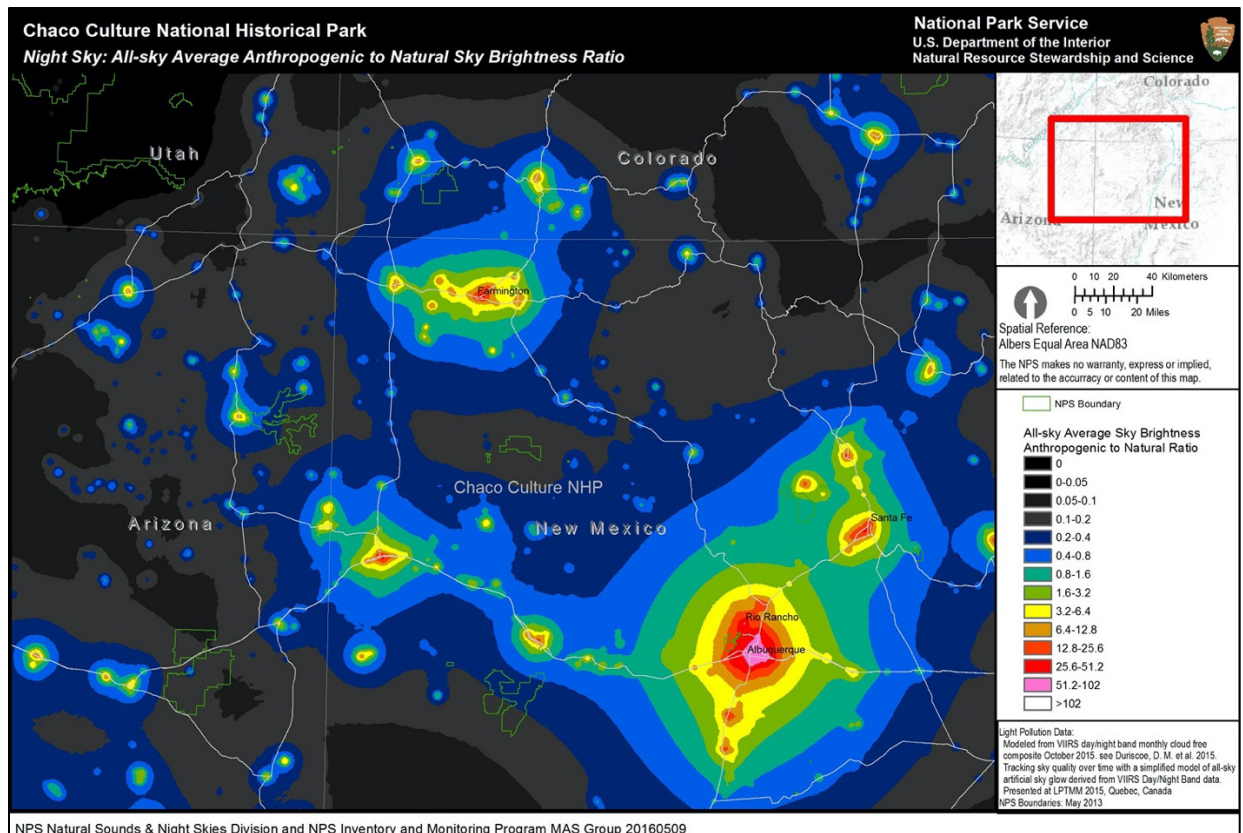 Chaco Culture National Historical Park
Night Sky: All-sky Average Anthropogenic to Natural Sky Brightness Ratio
National Park Service
U.S. Department of the Interior
Natural Resource Stewardship and Science
Utah
Colorado
Farmington
Chaco Culture NHP
Arizona
New Mexico
Santa Fe
Rio Rancho
Albuquerque
Colorado
Arizona
New
Mexico
0 10 20 40 Kilometers
0 5 10 20 Miles
Spatial Reference:
Albers Equal Area NAD83
The NPS makes no warranty, express or implied,
related to the accurracy or content of this map.
NPS Boundary
All-sky Average Sky Brightness
Anthropogenic to Natural Ratio
0
0-0.05
0.05-0.1
0.1-0.2
0.2-0.4
0.4-0.8
0.8-1.6
1.6-3.2
3.2-6.4
6.4-12.8
12.8-25.6
25.6-51.2
51.2-102
>102
Light Pollution Data:
Modeled from VIIRS day/night band monthly cloud free
composite October 2015. see Duriscoe, D. M. et al. 2015.
Tracking sky quality over time with a simplified model of all-sky
artificial sky glow derived from VIIRS Day/Night Band data.
Presented at LPTMM 2015, Quebec, Canada
NPS Boundaries: May 2013
NPS Natural Sounds & Night Skies Division and NPS Inventory and Monitoring Program MAS Group 20160509